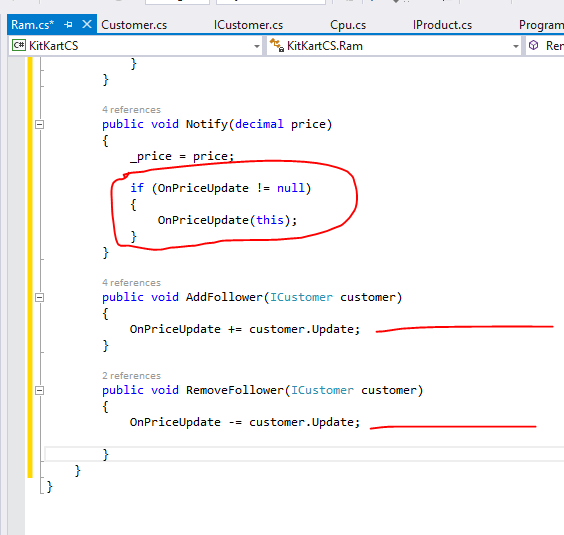 Ram.cs* Customer.cs ICustomer.cs Cpu.cs IProduct.cs Program
C# KitKartCS KitKartCS.Ram
}
}
4 references
public void Notify(decimal price)
{
_price = price;
if (OnPriceUpdate != null)
{
OnPriceUpdate(this);
}
}
4 references
public void AddFollower(ICustomer customer)
{
OnPriceUpdate += customer.Update;
}
2 references
public void RemoveFollower(ICustomer customer)
{
OnPriceUpdate -= customer.Update;
}
}
}